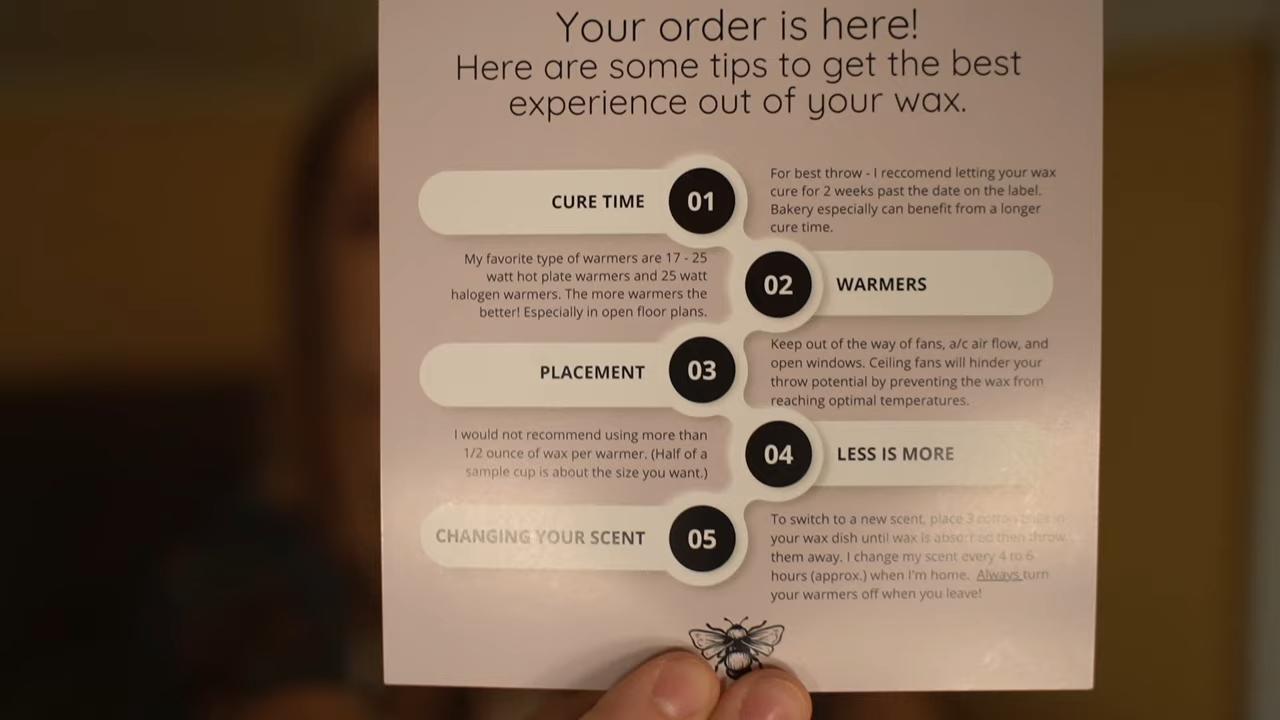 Your order is here!
Here are some tips to get the best
experience out of your wax.
CURE TIME
01
For best throw - I reccomend letting your wax
cure for 2 weeks past the date on the label.
Bakery especially can benefit from a longer
cure time.
My favorite type of warmers are 17 - 25
watt hot plate warmers and 25 watt
halogen warmers. The more warmers the
better! Especially in open floor plans.
02
WARMERS
PLACEMENT
03
Keep out of the way of fans, a/c air flow, and
open windows. Ceiling fans will hinder your
throw potential by preventing the wax from
reaching optimal temperatures.
I would not recommend using more than
1/2 ounce of wax per warmer. (Half of a
sample cup is about the size you want.)
04
LESS IS MORE
CHANGING YOUR SCENT
05
To switch to a new scent, place 3 cotton balls in
your wax dish until wax is absorbed then throw
them away. I change my scent every 4 to 6
hours (approx.) when I'm home. Always turn
your warmers off when you leave!